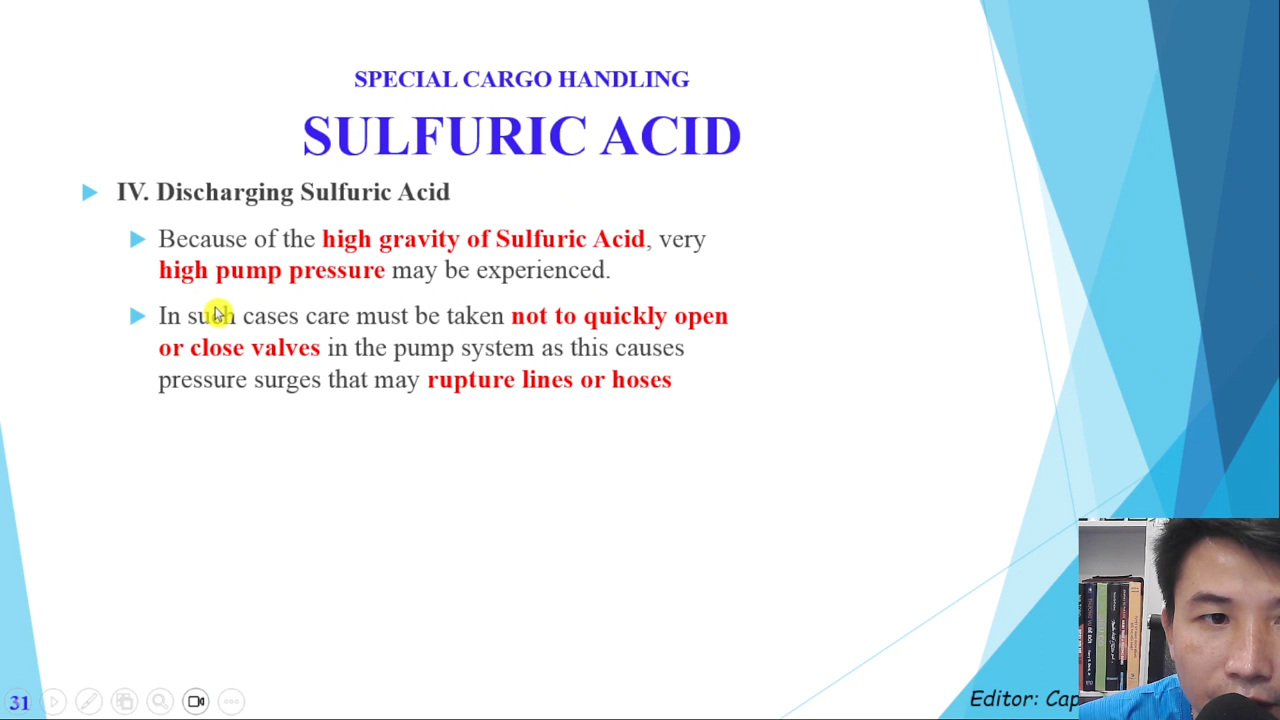 SPECIAL CARGO HANDLING
SULFURIC ACID
IV. Discharging Sulfuric Acid
Because of the high gravity of Sulfuric Acid, very
high pump pressure may be experienced.
In such cases care must be taken not to quickly open
or close valves in the pump system as this causes
pressure surges that may rupture lines or hoses
31
Editor: Cap